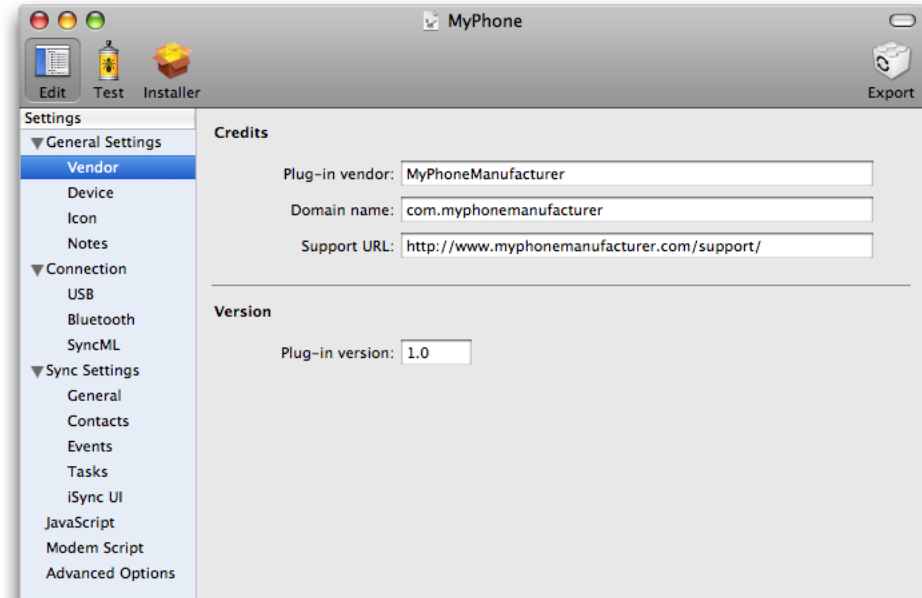 MyPhone
Edit
Test
Installer
Export
Settings
General Settings
Vendor
Device
Icon
Notes
Connection
USB
Bluetooth
SyncML
Sync Settings
General
Contacts
Events
Tasks
iSync UI
JavaScript
Modem Script
Advanced Options
Credits
Plug-in vendor: MyPhoneManufacturer
Domain name: com.myphonemanufacturer
Support URL: http://www.myphonemanufacturer.com/support/
Version
Plug-in version: 1.0